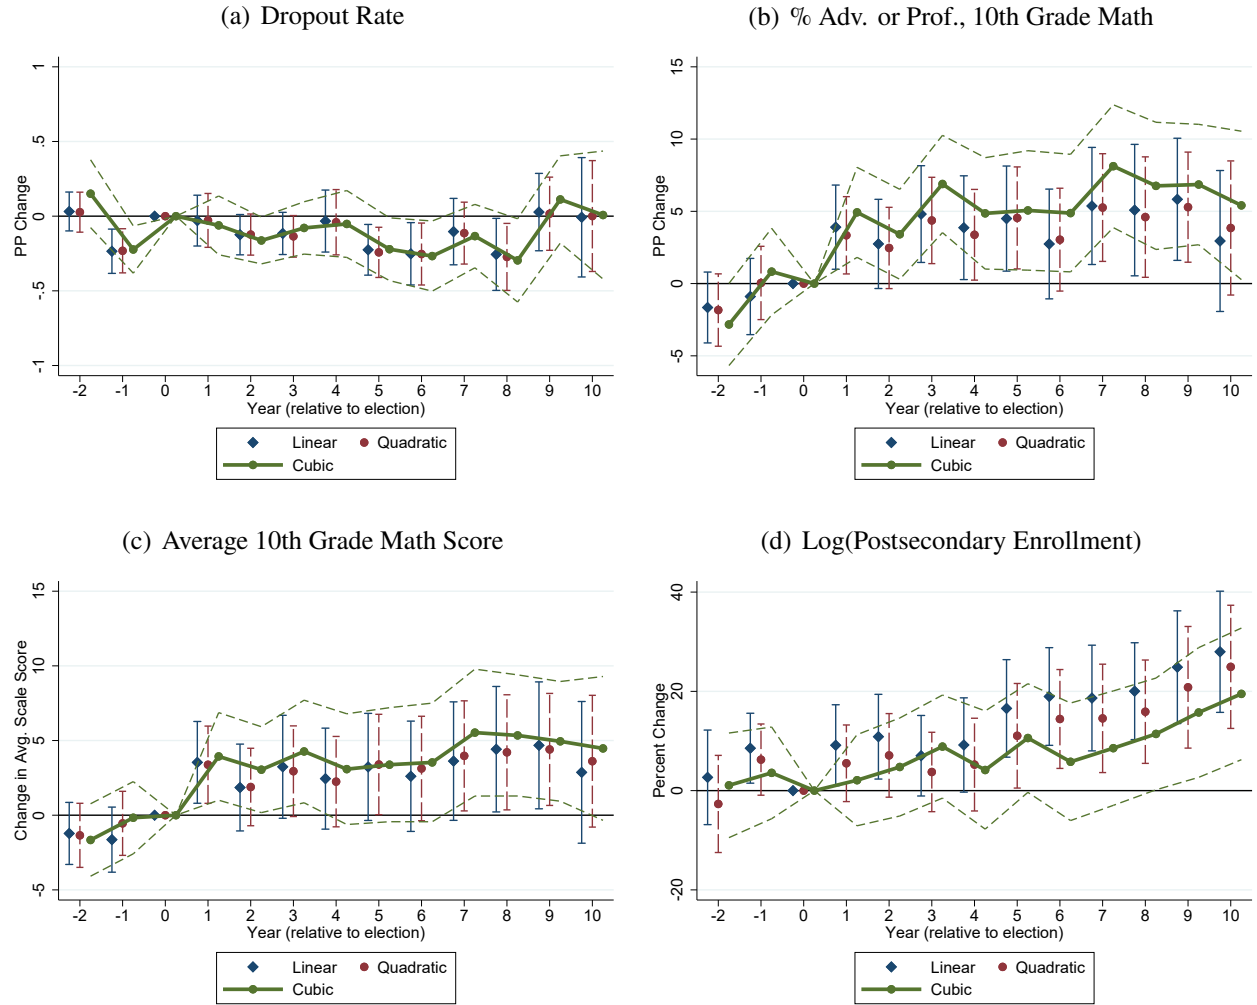 (a) Dropout Rate
PP Change
1
.5
0
-.5
-1
-2 -1 0 1 2 3 4 5 6 7 8 9 10
Year (relative to election)
Linear Quadratic
Cubic
(b) % Adv. or Prof., 10th Grade Math
PP Change
15
10
5
0
-5
-2 -1 0 1 2 3 4 5 6 7 8 9 10
Year (relative to election)
Linear Quadratic
Cubic
(c) Average 10th Grade Math Score
Change in Avg. Scale Score
15
10
5
0
-5
-2 -1 0 1 2 3 4 5 6 7 8 9 10
Year (relative to election)
Linear Quadratic
Cubic
(d) Log(Postsecondary Enrollment)
Percent Change
40
20
0
-20
-2 -1 0 1 2 3 4 5 6 7 8 9 10
Year (relative to election)
Linear Quadratic
Cubic